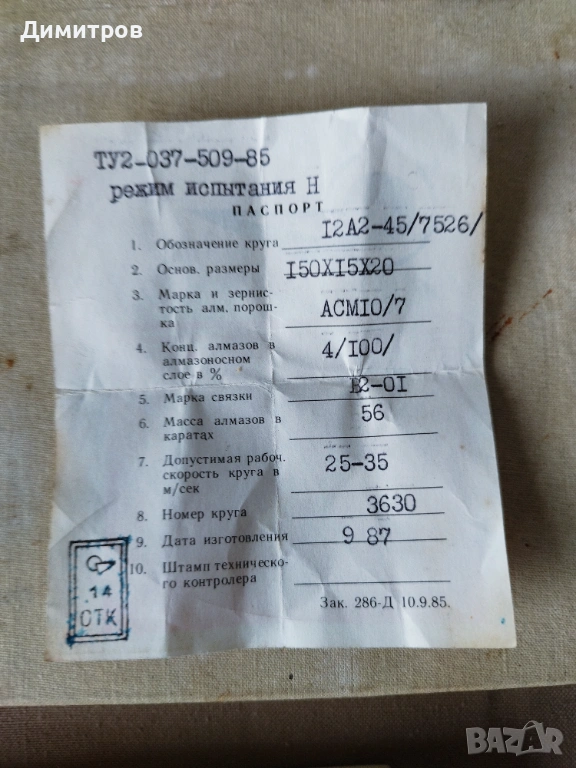 Димитров
ТУ2-037-509-85
режим испытания Н
ПАСПОРТ
1. Обозначение круга I2A2-45/7526/
2. Основ. размеры I50XI5X20
3. Марка и зернис-
тость алм. порош-
ка АСМIО/7
4. Конц. алмазов в
алмазоносном
слое в % 4/I00/
5. Марка связки -0I
6. Масса алмазов в
каратах 56
7. Допустимая рабоч.
скорость круга в
м/сек 25-35
8. Номер круга 3630
9. Дата изготовления 9 87
10. Штамп техническо-
го контролера
14
ОТК
Зак. 286-Д 10.9.85.
BAZAR